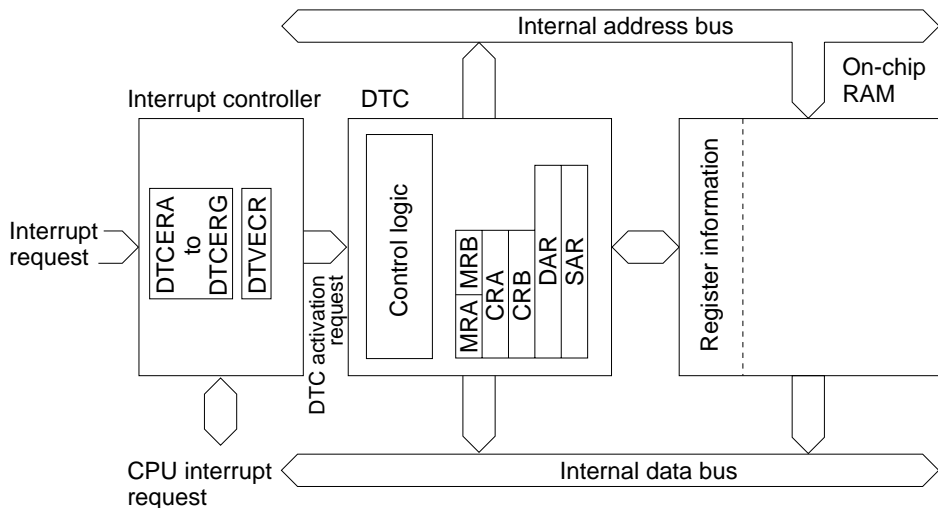 Internal address bus
On-chip
RAM
Interrupt controller
DTC
Interrupt
request
DTCERA
to
DTCERG
DTVECR
DTC activation
request
Control logic
MRA
MRB
CRA
CRB
DAR
SAR
Register information
CPU interrupt
request
Internal data bus